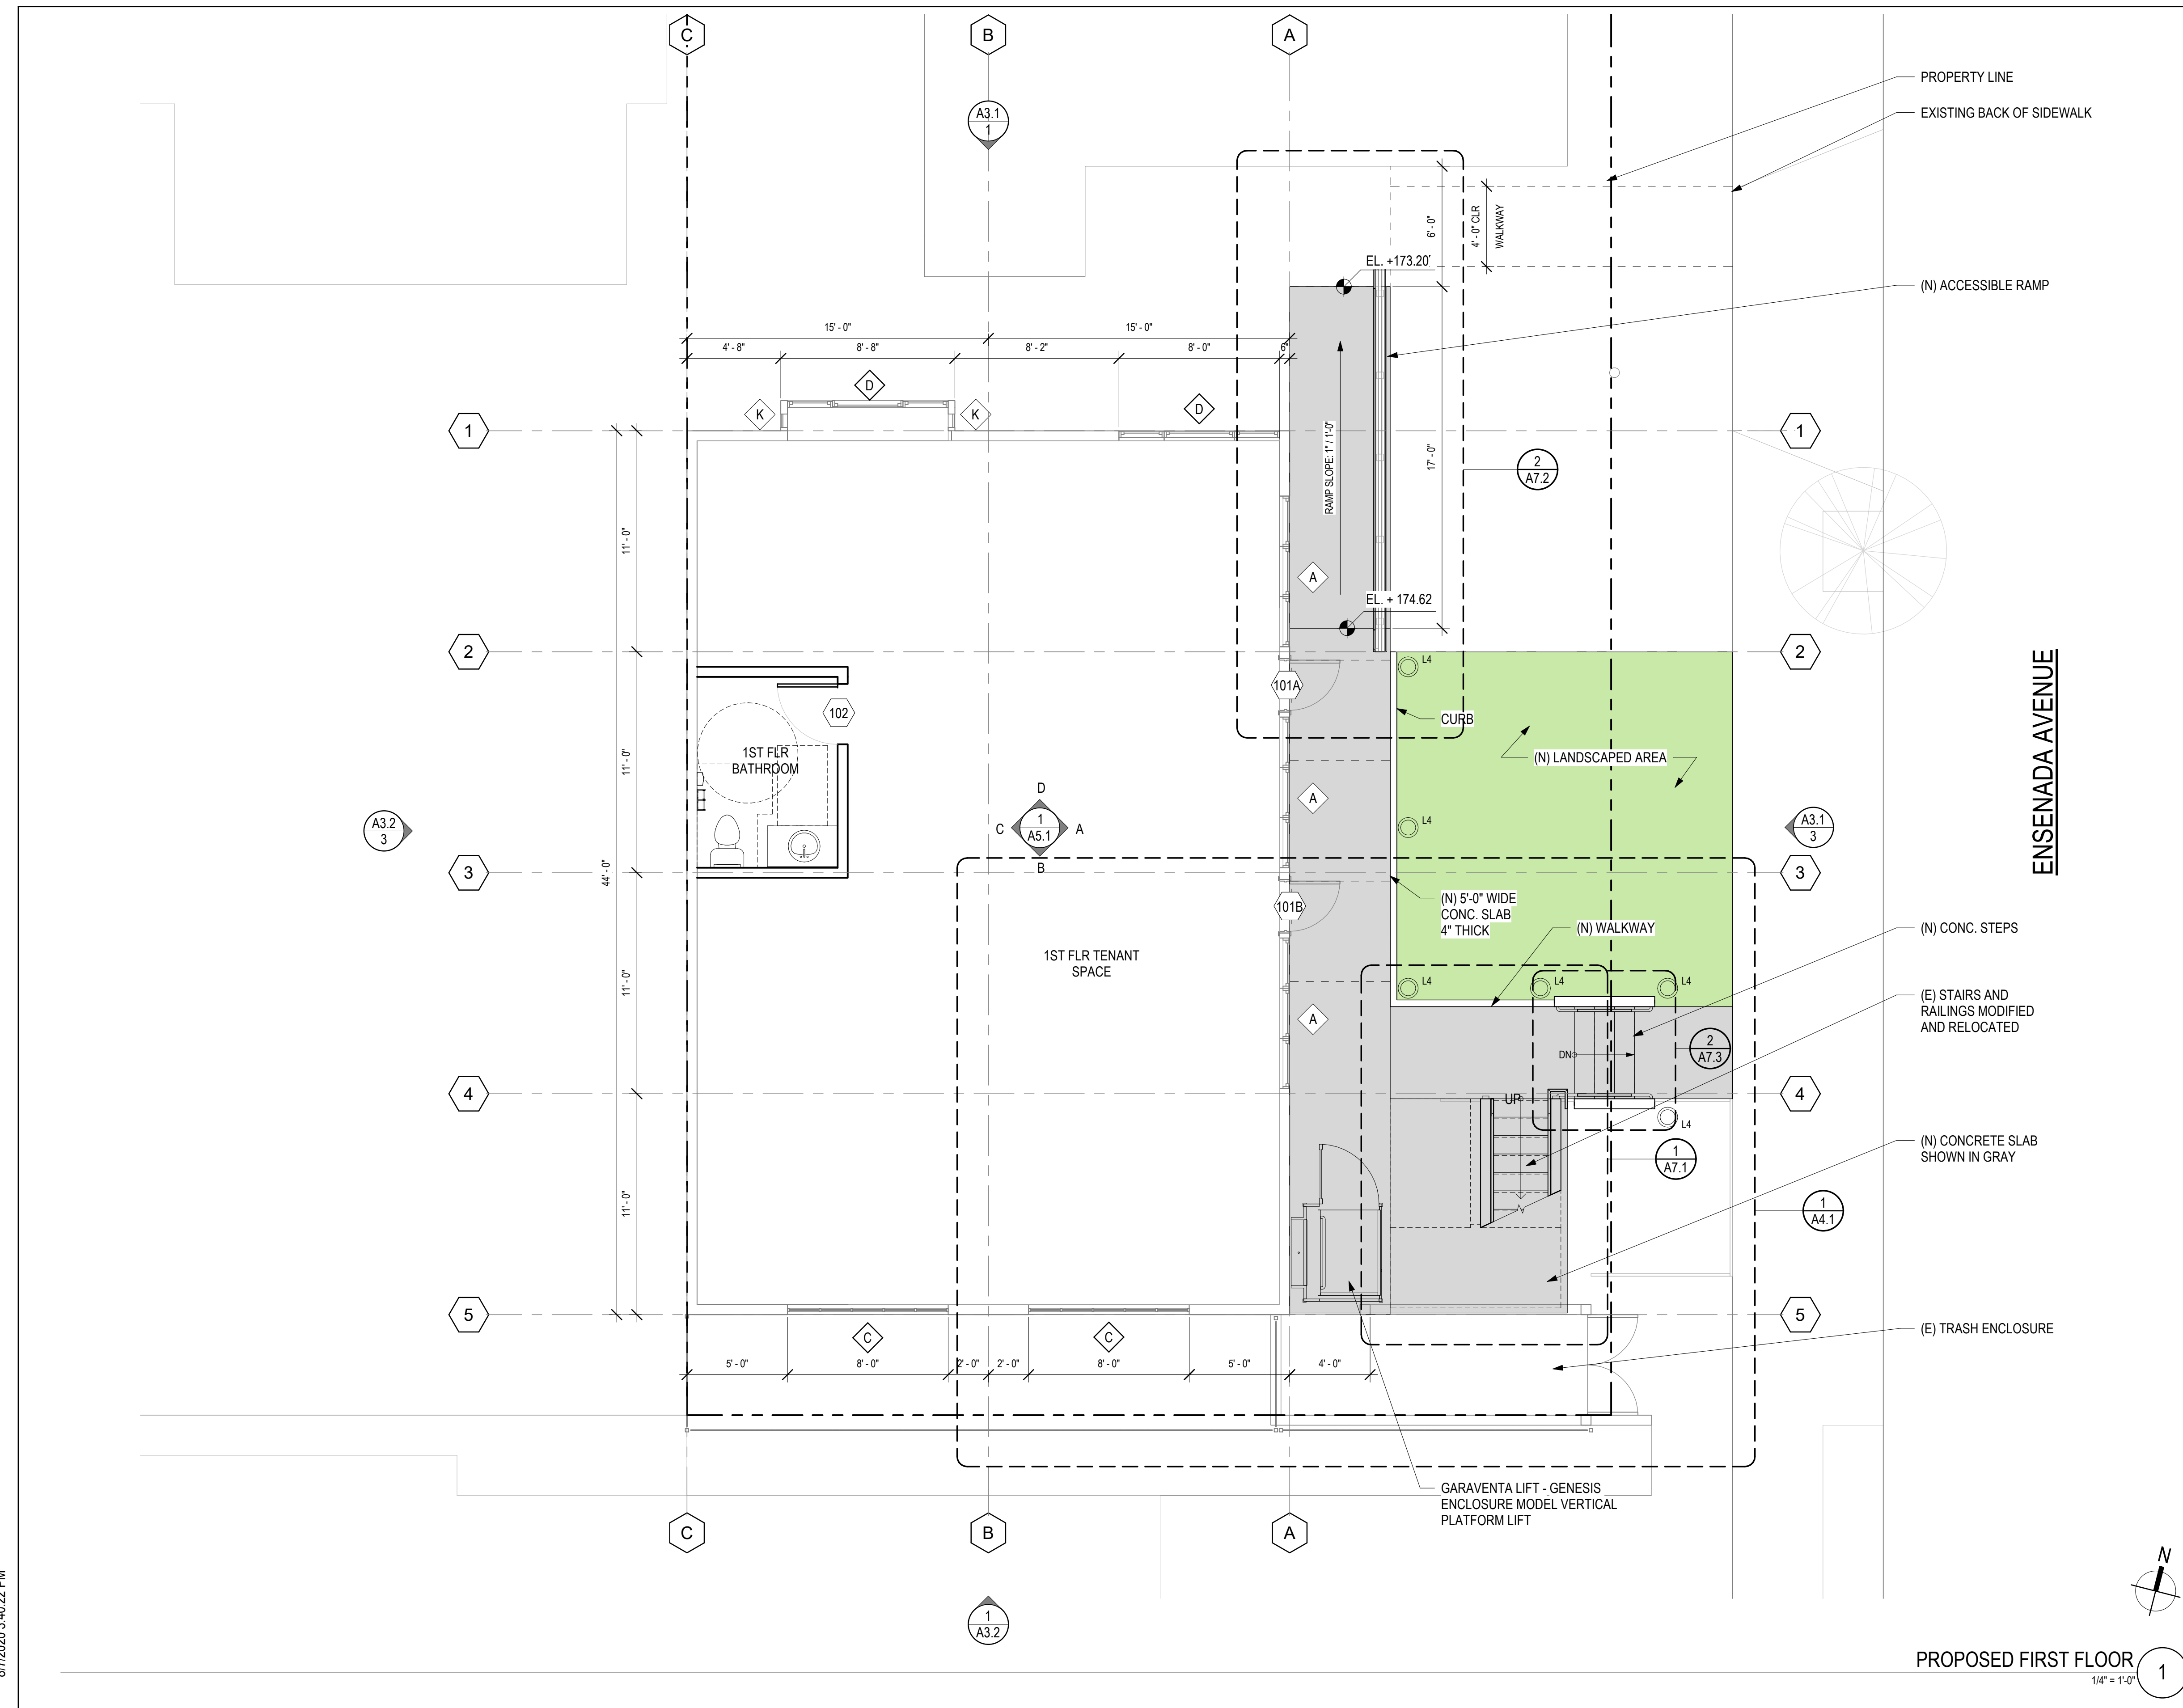 C
B
A
PROPERTY LINE
EXISTING BACK OF SIDEWALK
A3.1
1
6' - 0"
4' - 0" CLR
WALKWAY
EL. +173.20'
(N) ACCESSIBLE RAMP
15' - 0"
15' - 0"
4' - 8"
8' - 8"
8' - 2"
8' - 0"
6"
D
K
K
D
1
1
RAMP SLOPE: 1" / 1'-0"
17' - 0"
2
A7.2
11' - 0"
A
EL. + 174.62
2
2
L4
101A
102
CURB
1ST FLR
BATHROOM
(N) LANDSCAPED AREA
11' - 0"
A
ENSENADA AVENUE
D
C
1
A5.1
A
B
L4
A3.2
3
A3.1
3
44' - 0"
3
3
101B
(N) 5'-0" WIDE
CONC. SLAB
4" THICK
(N) WALKWAY
(N) CONC. STEPS
1ST FLR TENANT
SPACE
11' - 0"
L4
L4
L4
(E) STAIRS AND
RAILINGS MODIFIED
AND RELOCATED
A
DN
2
A7.3
4
4
UP
L4
1
A7.1
(N) CONCRETE SLAB
SHOWN IN GRAY
11' - 0"
1
A4.1
5
5
(E) TRASH ENCLOSURE
C
C
5' - 0"
8' - 0"
2' - 0"
2' - 0"
8' - 0"
5' - 0"
4' - 0"
GARAVENTA LIFT - GENESIS
ENCLOSURE MODEL VERTICAL
PLATFORM LIFT
C
B
A
N
1
A3.2
PROPOSED FIRST FLOOR
1/4" = 1'-0"
1